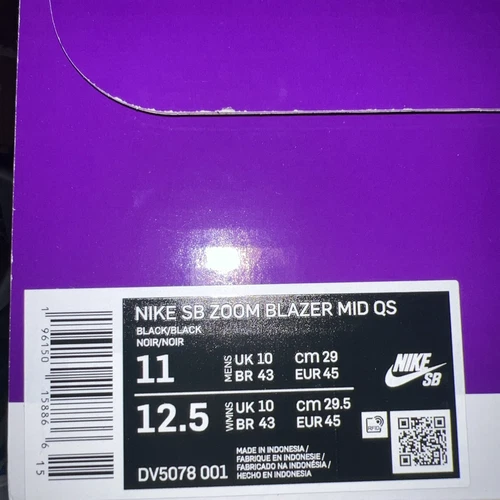 NIKE SB ZOOM BLAZER MID QS
BLACK/BLACK
NOIR/NOIR
11 MENS UK 10 cm 29
BR 43 EUR 45
12.5 WMNS UK 10 cm 29.5
BR 43 EUR 45
NIKE
SB
RFID
DV5078 001
MADE IN INDONESIA /
FABRIQUE EN INDONESIE /
FABRICADO NA INDONÉSIA /
HECHO EN INDONESIA
1 96150 15886 6 15